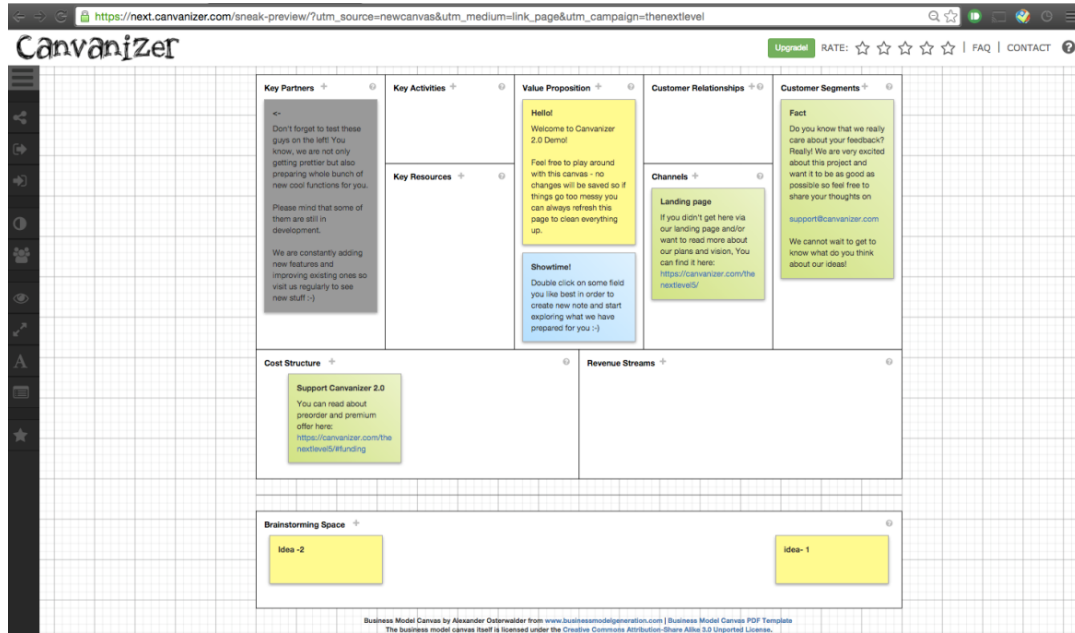 https://next.canvanizer.com/sneak-preview/?utm_source=newcanvas&utm_medium=link_page&utm_campaign=thenextlevel
Canvanizer
Upgrade! RATE: | FAQ | CONTACT ?
Key Partners +
<-
Don't forget to test these
guys on the left! You
know, we are not only
getting prettier but also
preparing whole bunch of
new cool functions for you.
Please mind that some of
them are still in
development.
We are constantly adding
new features and
improving existing ones so
visit us regularly to see
new stuff :-)
Key Activities +
Key Resources +
Value Proposition +
Hello!
Welcome to Canvanizer
2.0 Demo!
Feel free to play around
with this canvas - no
changes will be saved so if
things go too messy you
can always refresh this
page to clean everything
up.
Showtime!
Double click on some field
you like best in order to
create new note and start
exploring what we have
prepared for you :-)
Customer Relationships +
Channels +
Landing page
If you didn't get here via
our landing page and/or
want to read more about
our plans and vision, You
can find it here:
https://canvanizer.com/the
nextlevel5/
Customer Segments +
Fact
Do you know that we really
care about your feedback?
Really! We are very excited
about this project and
want it to be as good as
possible so feel free to
share your thoughts on
support@canvanizer.com
We cannot wait to get to
know what do you think
about our ideas!
Cost Structure +
Support Canvanizer 2.0
You can read about
preorder and premium
offer here:
https://canvanizer.com/the
nextlevel5/#funding
Revenue Streams +
Brainstorming Space +
Idea -2
idea- 1
Business Model Canvas by Alexander Osterwalder from www.businessmodelgeneration.com | Business Model Canvas PDF Template
The business model canvas itself is licensed under the Creative Commons Attribution-Share Alike 3.0 Unported License.